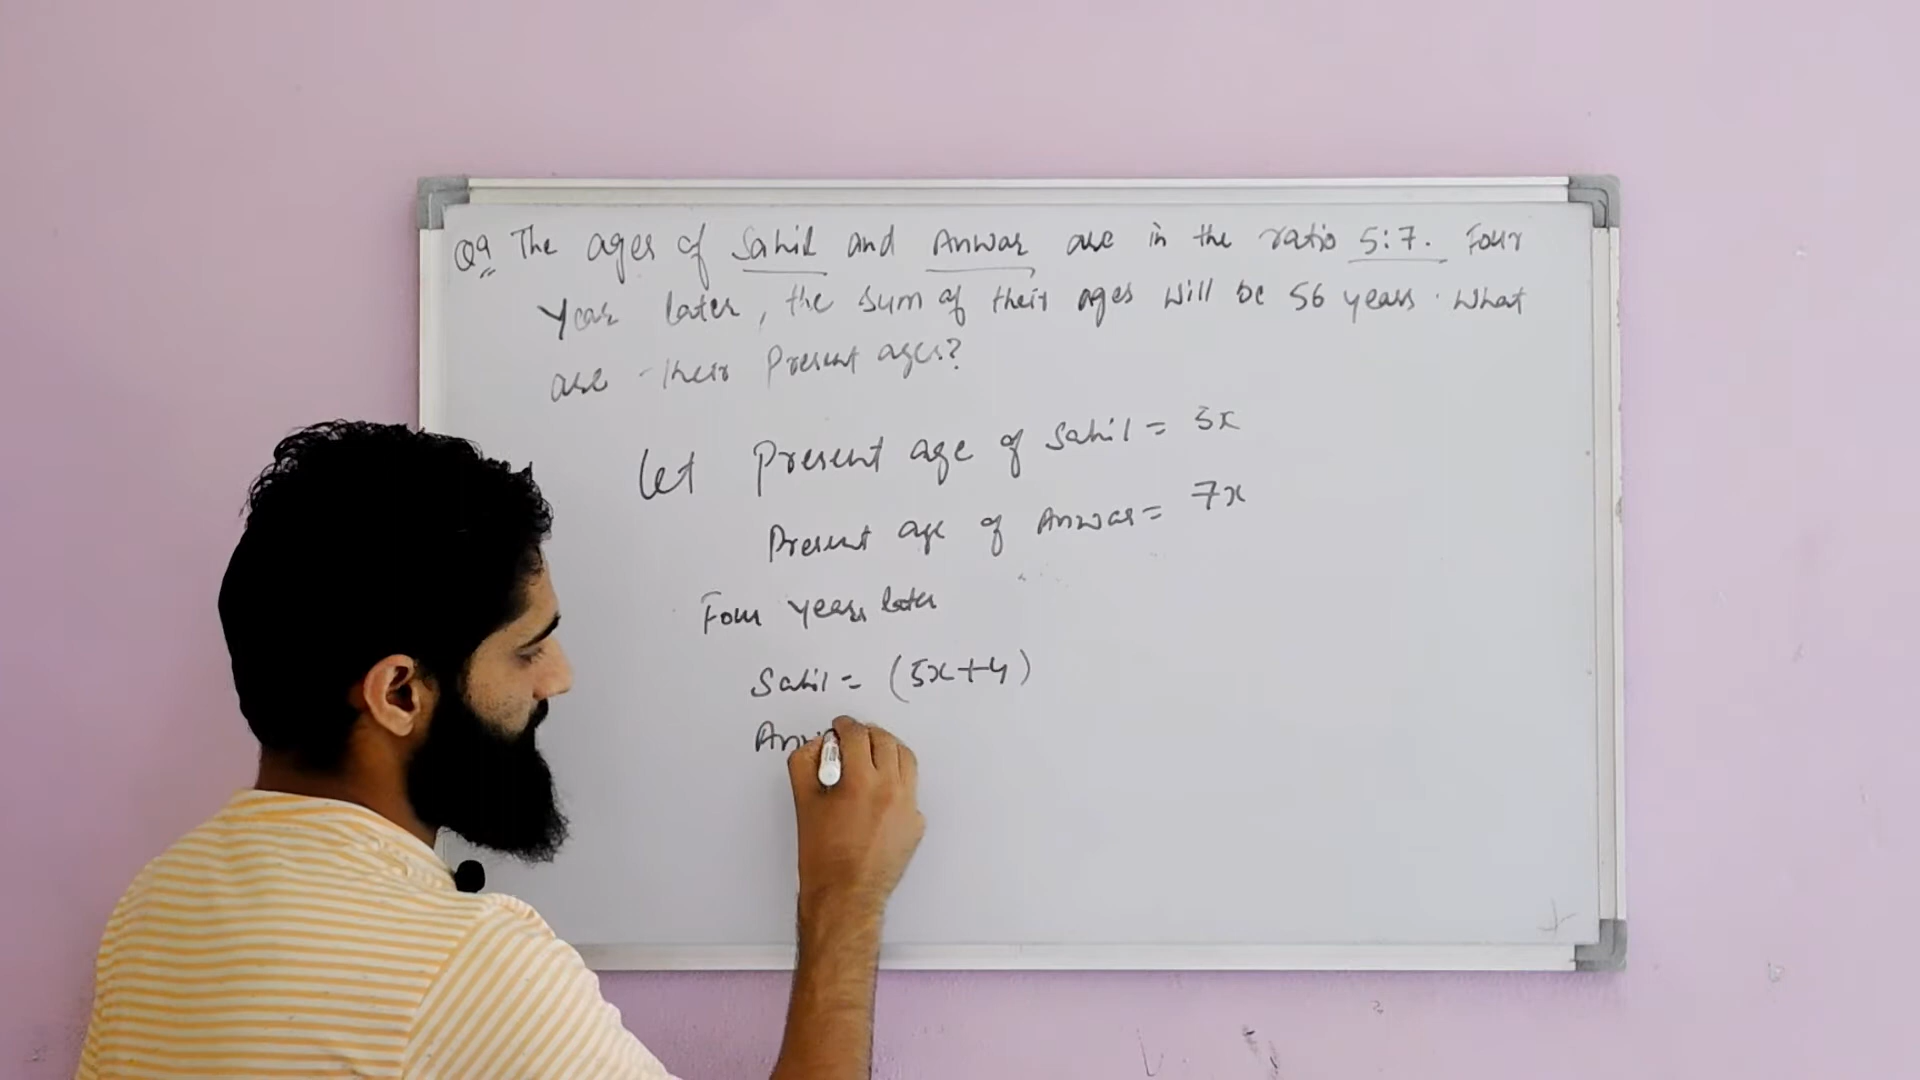 Q9 The ages of Sahil and Anwar are in the ratio 5:7. Four
Year later, the sum of their ages will be 56 years. What
are their Present ages?
Let Present age of Sahil = 5x
Present age of Anwar = 7x
Four years later
Sahil = (5x+4)